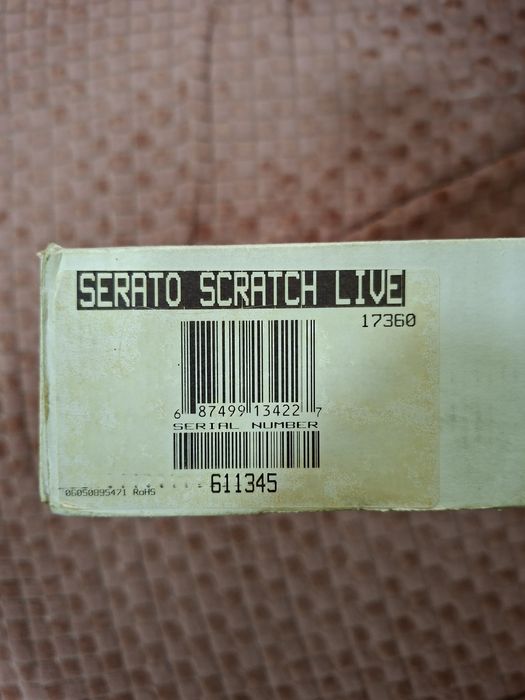 SERATO SCRATCH LIVE
17360
6 87499 13422 7
SERIAL NUMBER
611345
06050895471 RoHS